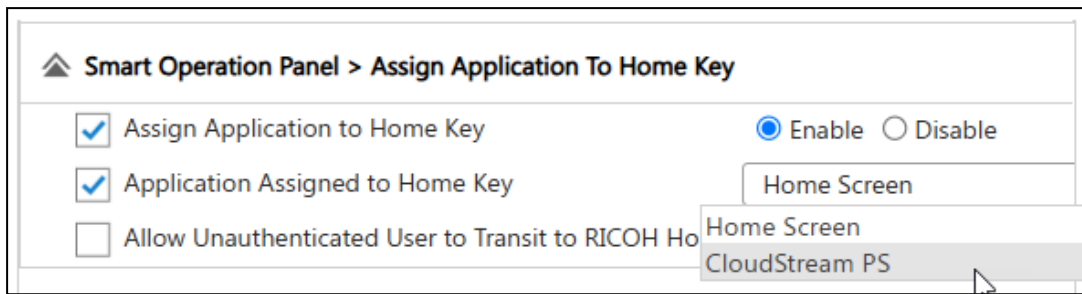 Smart Operation Panel > Assign Application To Home Key
Assign Application to Home Key Enable Disable
Application Assigned to Home Key Home Screen
Allow Unauthenticated User to Transit to RICOH Ho
Home Screen
CloudStream PS